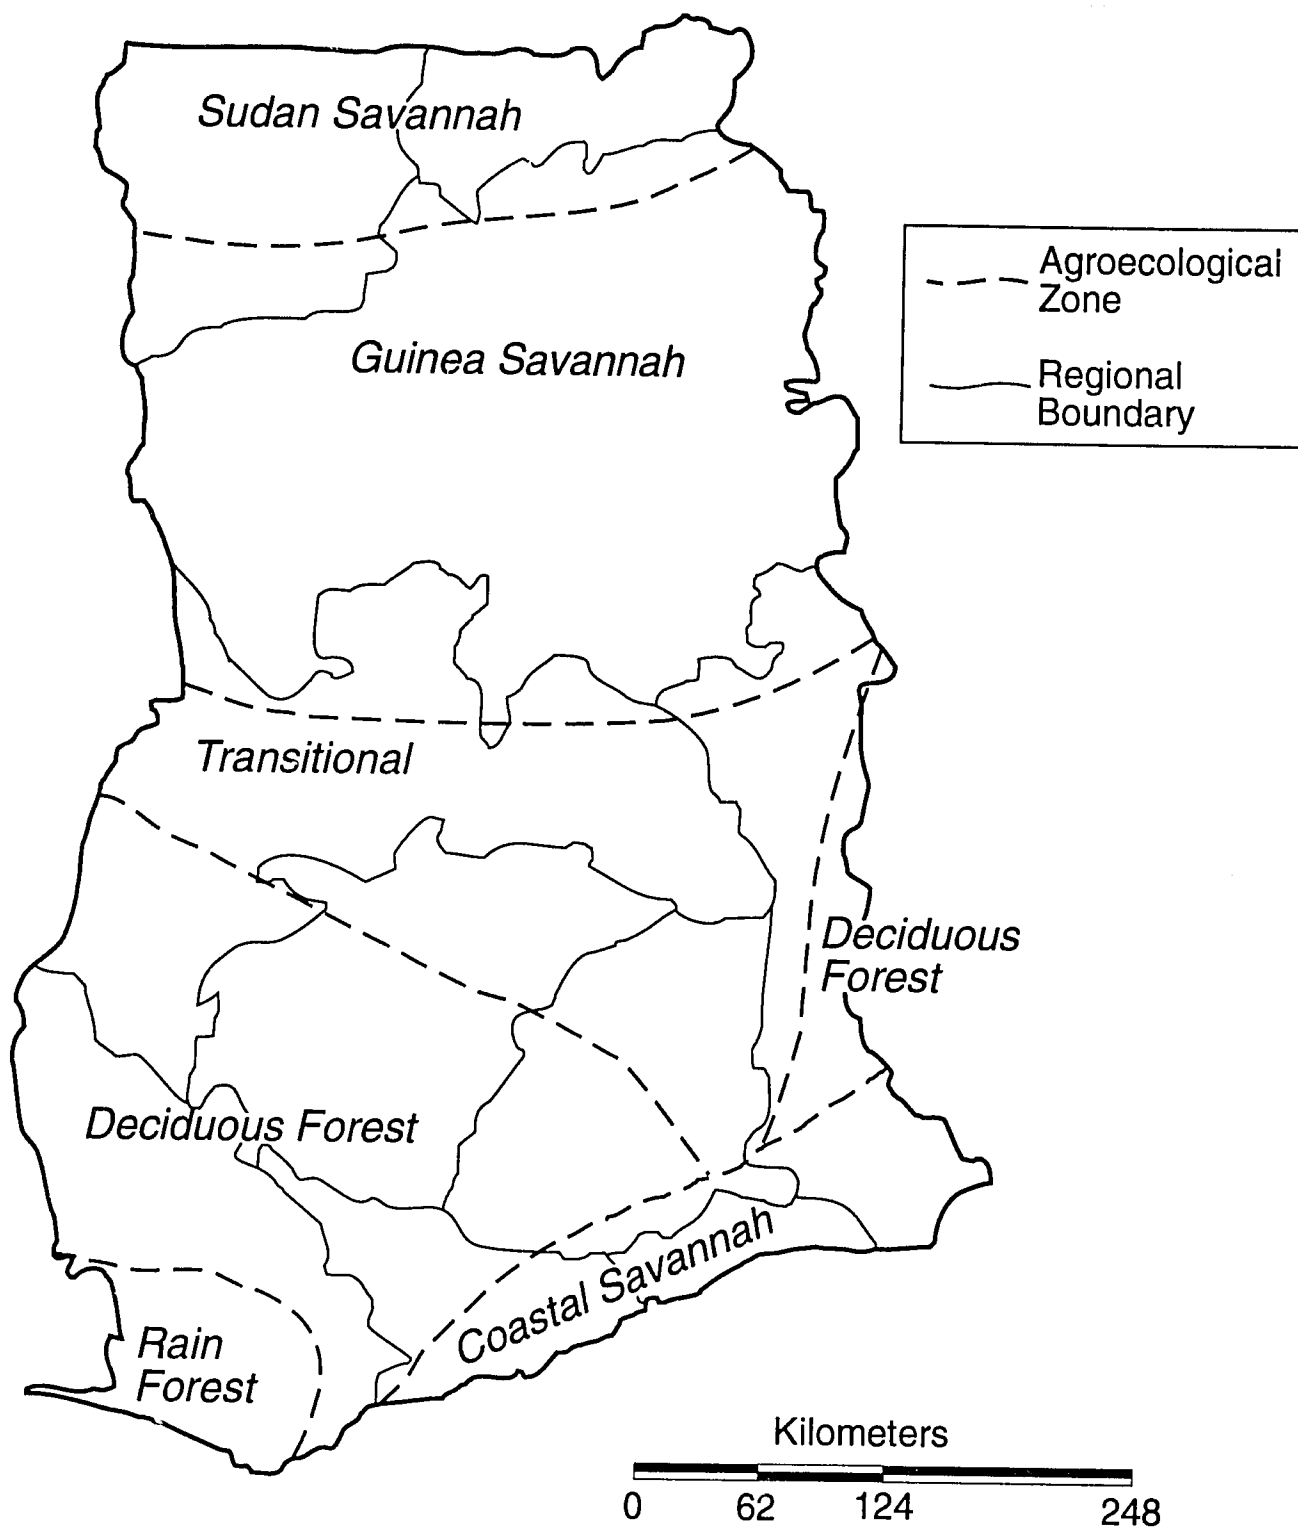 Sudan Savannah
Agroecological
Zone
Guinea Savannah
Regional
Boundary
Transitional
Deciduous
Forest
Deciduous Forest
Coastal Savannah
Rain
Forest
Kilometers
0 62 124 248